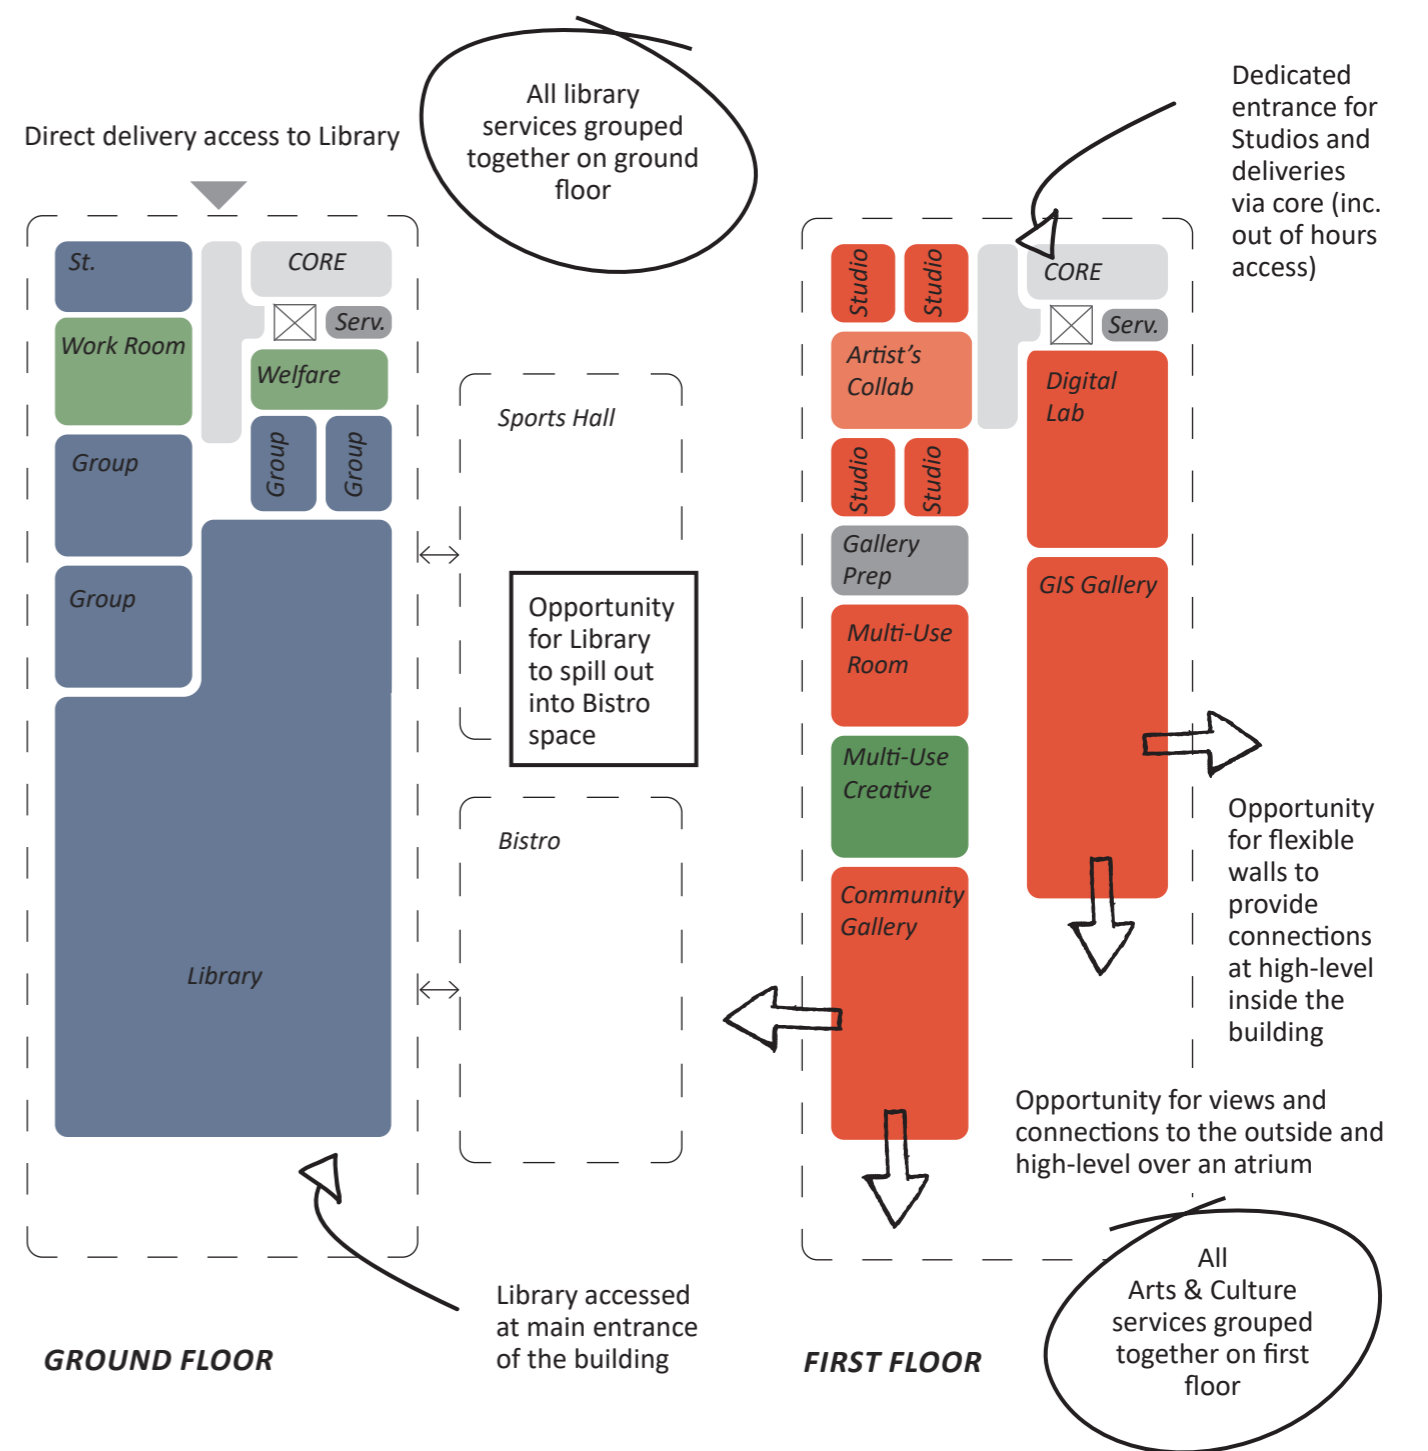 Direct delivery access to Library
All library
services grouped
together on ground
floor
St.
CORE
Serv.
Work Room
Welfare
Group
Group
Group
Group
Library
Sports Hall
Opportunity
for Library
to spill out
into Bistro
space
Bistro
Library accessed
at main entrance
of the building
GROUND FLOOR
Dedicated
entrance for
Studios and
deliveries
via core (inc.
out of hours
access)
Studio
Studio
CORE
Serv.
Artist's
Collab
Digital
Lab
Studio
Studio
Gallery
Prep
GIS Gallery
Multi-Use
Room
Multi-Use
Creative
Community
Gallery
Opportunity
for flexible
walls to
provide
connections
at high-level
inside the
building
Opportunity for views and
connections to the outside and
high-level over an atrium
All
Arts & Culture
services grouped
together on first
floor
FIRST FLOOR